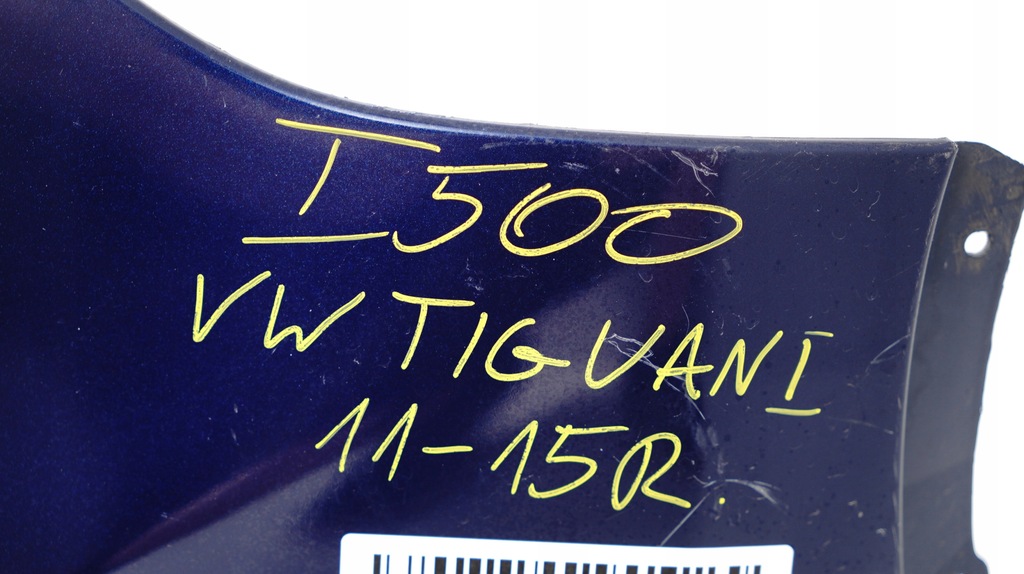 I500
VW TIGUAN I
11-15R.